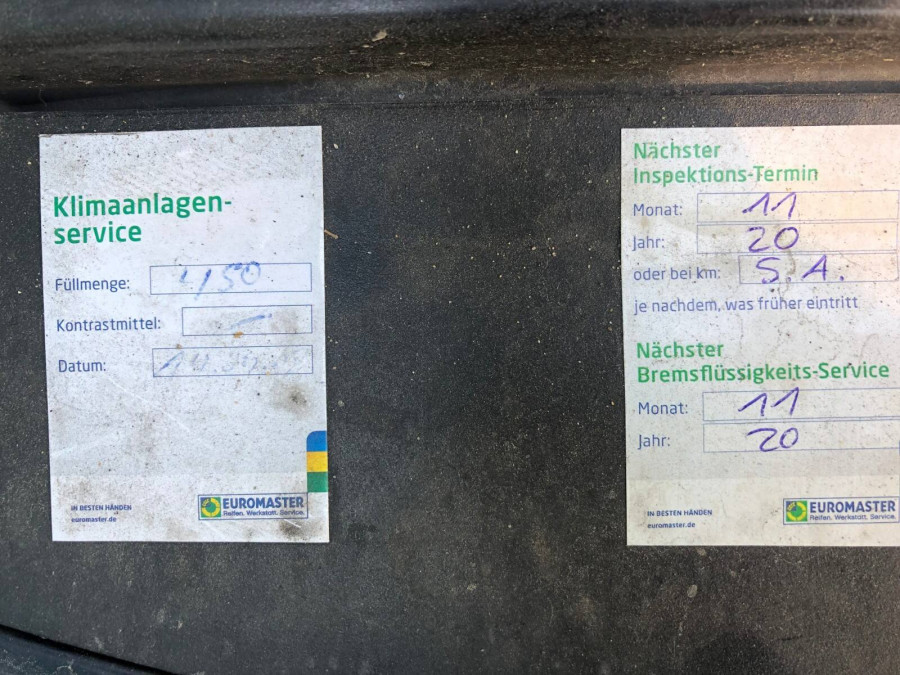 Klimaanlagen-
service
Füllmenge: 450
Kontrastmittel: –
Datum:
IN BESTEN HÄNDEN
euromaster.de
EUROMASTER
Reifen. Werkstatt. Service.
Nächster
Inspektions-Termin
Monat: 11
Jahr: 20
oder bei km: S.A.
je nachdem, was früher eintritt
Nächster
Bremsflüssigkeits-Service
Monat: 11
Jahr: 20
IN BESTEN HÄNDEN
euromaster.de
EUROMASTER
Reifen. Werkstatt. Service.